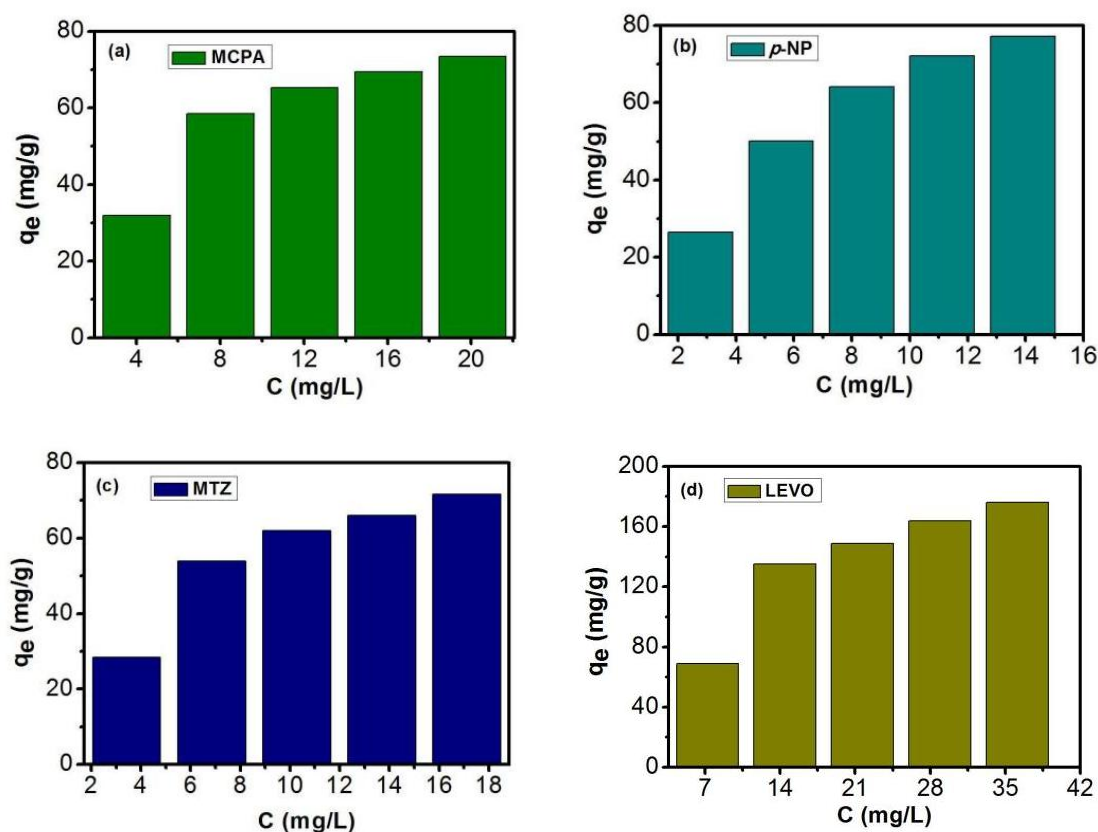 (a)
MCPA
80
60
40
20
0
qe (mg/g)
4 8 12 16 20
C (mg/L)
(b)
p-NP
80
60
40
20
0
qe (mg/g)
2 4 6 8 10 12 14 16
C (mg/L)
(c)
MTZ
80
60
40
20
0
qe (mg/g)
2 4 6 8 10 12 14 16 18
C (mg/L)
(d)
LEVO
200
160
120
80
40
0
qe (mg/g)
7 14 21 28 35 42
C (mg/L)